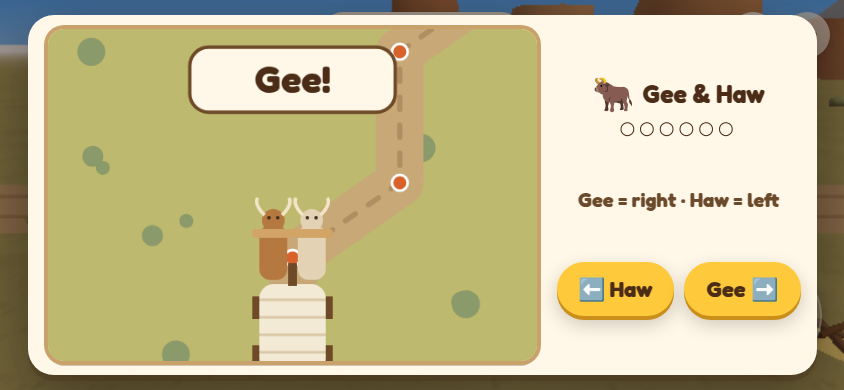 Gee!
Gee & Haw
Gee = right · Haw = left
Haw
Gee